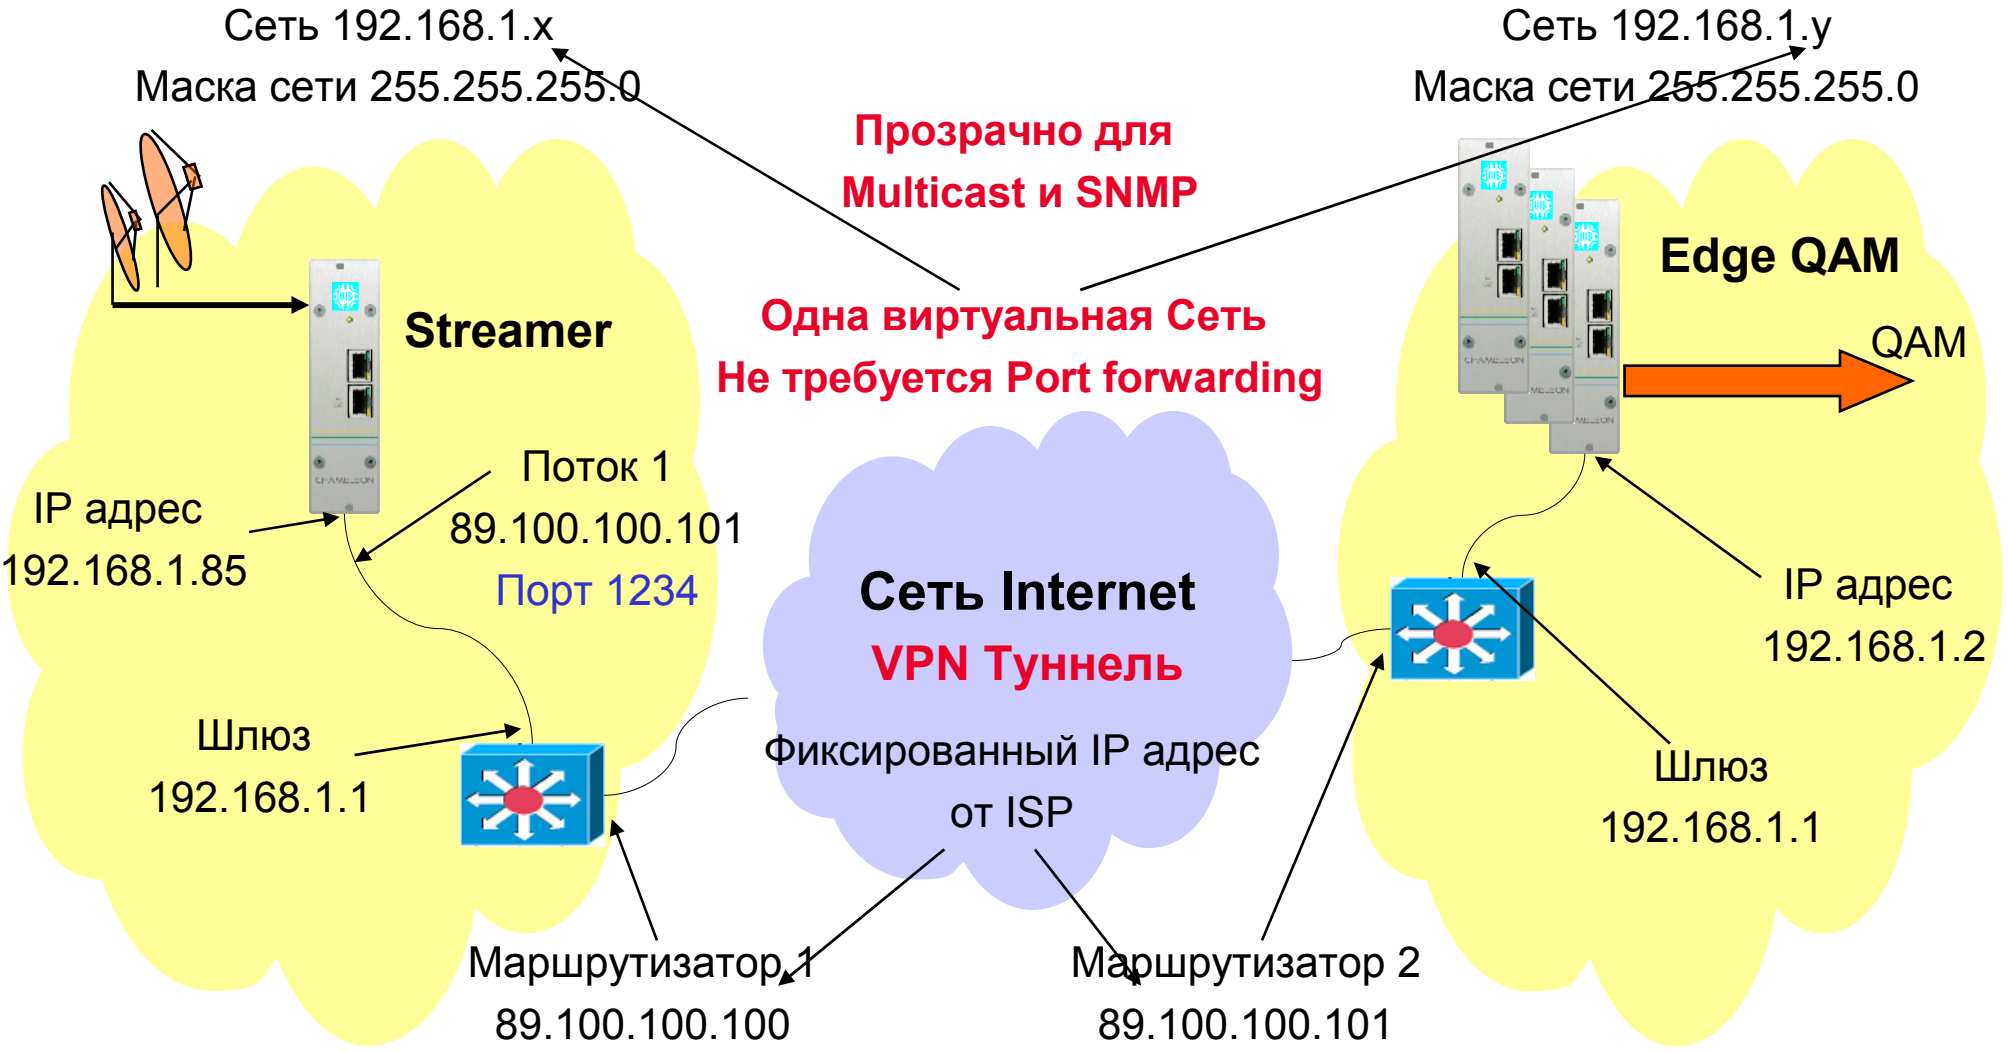 Сеть 192.168.1.x
Маска сети 255.255.255.0
Сеть 192.168.1.y
Маска сети 255.255.255.0
Прозрачно для
Multicast и SNMP
Одна виртуальная Сеть
Не требуется Port forwarding
Streamer
CHAMELEON
IP адрес
192.168.1.85
Поток 1
89.100.100.101
Порт 1234
Шлюз
192.168.1.1
Сеть Internet
VPN Туннель
Фиксированный IP адрес
от ISP
Edge QAM
QAM
CHAMELEON
MELEON
MELEON
IP адрес
192.168.1.2
Шлюз
192.168.1.1
Маршрутизатор 1
89.100.100.100
Маршрутизатор 2
89.100.100.101